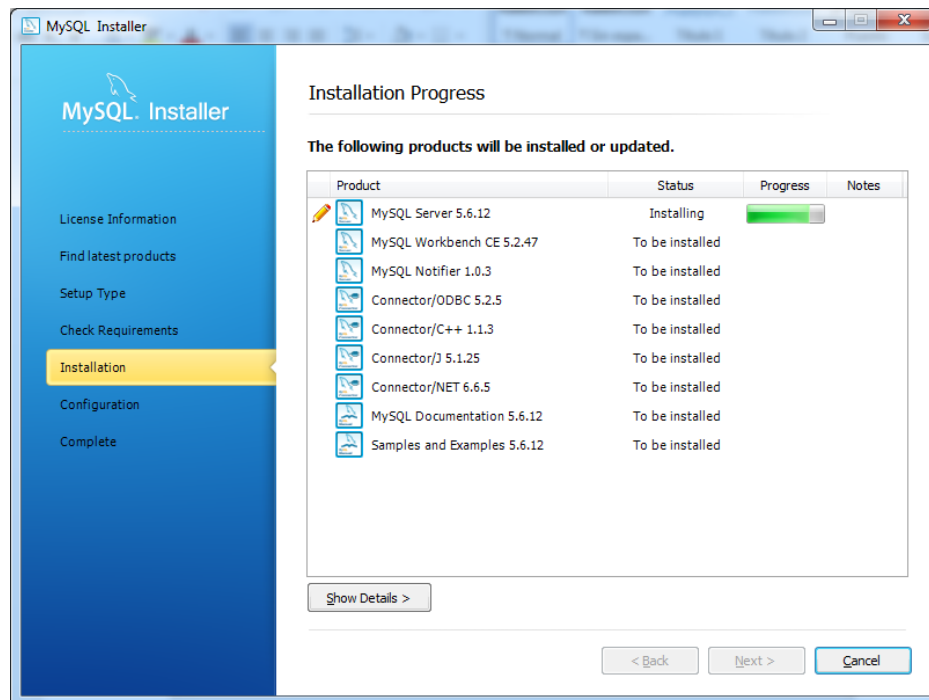 MySQL Installer
MySQL. Installer
License Information
Find latest products
Setup Type
Check Requirements
Installation
Configuration
Complete
Installation Progress
The following products will be installed or updated.
Product Status Progress Notes
MySQL Server 5.6.12 Installing
MySQL Workbench CE 5.2.47 To be installed
MySQL Notifier 1.0.3 To be installed
Connector/ODBC 5.2.5 To be installed
Connector/C++ 1.1.3 To be installed
Connector/J 5.1.25 To be installed
Connector/NET 6.6.5 To be installed
MySQL Documentation 5.6.12 To be installed
Samples and Examples 5.6.12 To be installed
Show Details >
< Back Next > Cancel